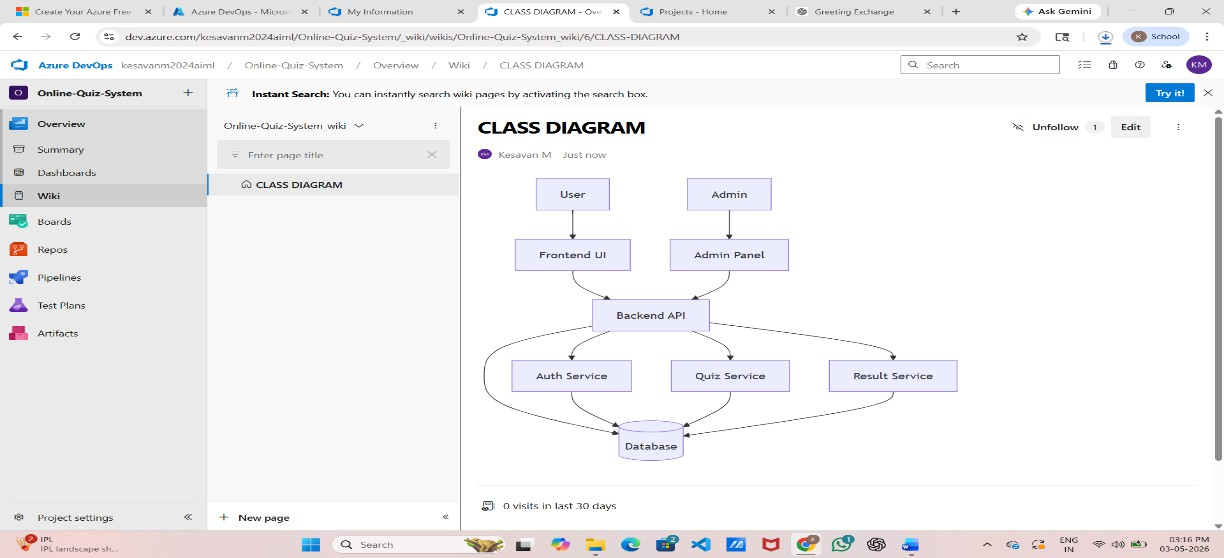 Create Your Azure Free
Azure DevOps - Micros
My Information
CLASS DIAGRAM - Ove
Projects - Home
Greeting Exchange
Ask Gemini
dev.azure.com/kesavanm2024aiml/Online-Quiz-System/_wiki/wikis/Online-Quiz-System_wiki/6/CLASS-DIAGRAM
K School
Azure DevOps kesavanm2024aiml / Online-Quiz-System / Overview / Wiki / CLASS DIAGRAM
Search
KM
O Online-Quiz-System
Instant Search: You can instantly search wiki pages by activating the search box.
Try it!
Overview
Summary
Dashboards
Wiki
Boards
Repos
Pipelines
Test Plans
Artifacts
Project settings
Online-Quiz-System_wiki
Enter page title
CLASS DIAGRAM
New page
CLASS DIAGRAM
Unfollow 1
Edit
KM Kesavan M Just now
User
Admin
Frontend UI
Admin Panel
Backend API
Auth Service
Quiz Service
Result Service
Database
0 visits in last 30 days
2
IPL
IPL landscape sh...
Search
2
1
ENG
IN
03:16 PM
03-05-2026